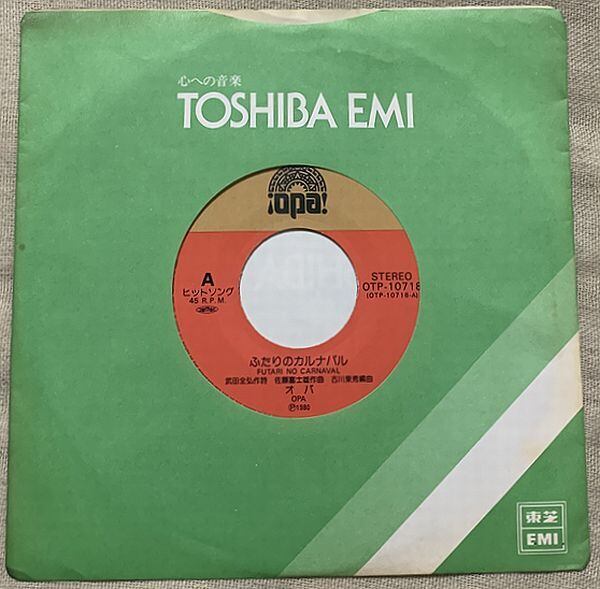 心への音楽
TOSHIBA EMI
¡opa!
A
ヒットソング
45 R.P.M.
STEREO
OTP-10718
(OTP-10718-A)
ふたりのカルナバル
FUTARI NO CARNAVAL
武田全弘作詩 佐藤富士雄作曲 古川東秀編曲
オパ
OPA
Ⓟ1980
東芝
EMI